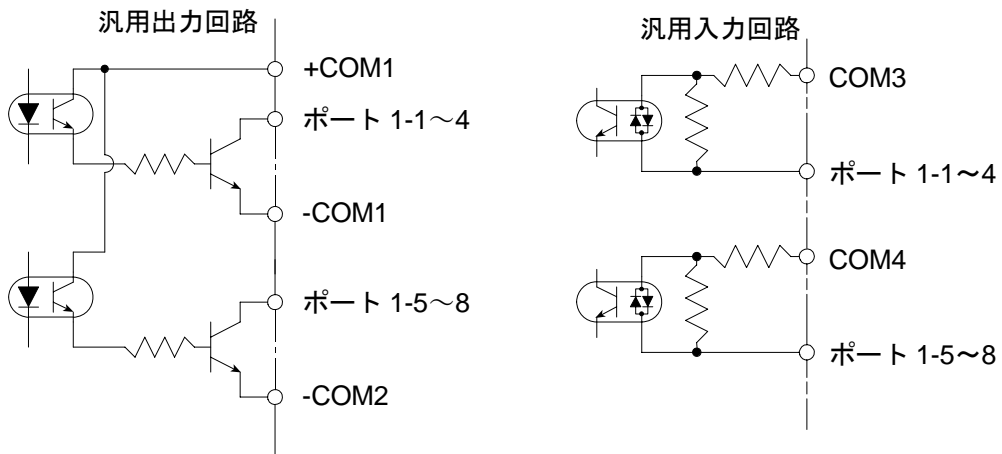 汎用出力回路
+COM1
ポート 1-1～4
-COM1
ポート 1-5～8
-COM2
汎用入力回路
COM3
ポート 1-1～4
COM4
ポート 1-5～8